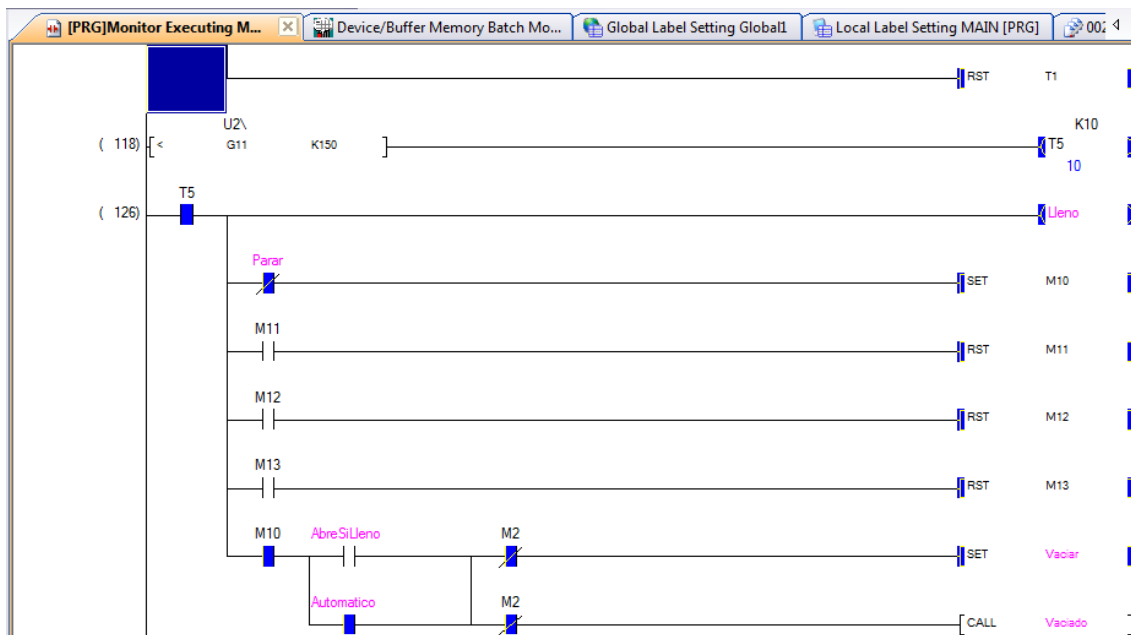 [PRG]Monitor Executing M... Device/Buffer Memory Batch Mo... Global Label Setting Global1 Local Label Setting MAIN [PRG] 002
RST T1
U2\ K10
( 118) < G11 K150 T5
10
T5
( 126) Lleno
Parar
SET M10
M11
RST M11
M12
RST M12
M13
RST M13
M10 AbreSiLleno M2
SET Vaciar
Automatico M2
CALL Vaciado